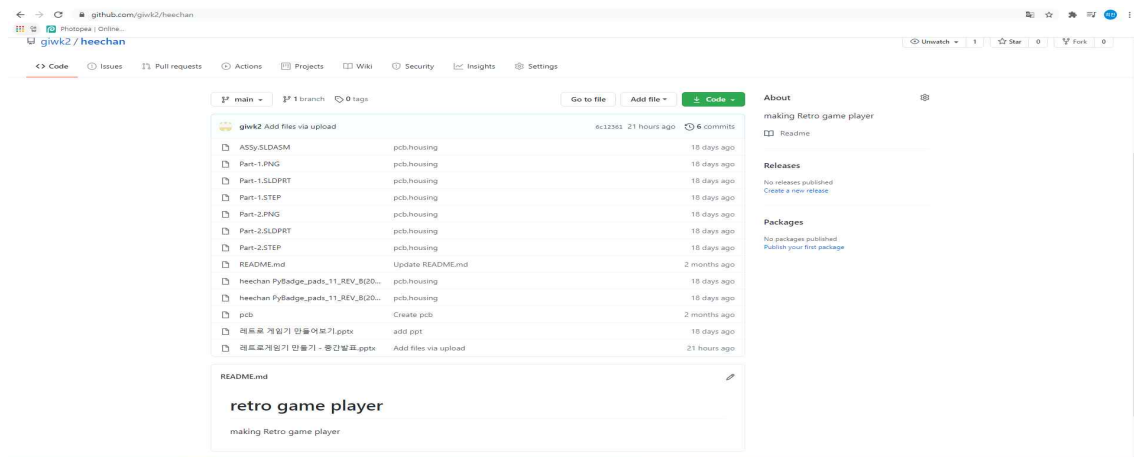 github.com/giwk2/heechan
Photopea | Online...
giwk2 / heechan
Unwatch 1 Star 0 Fork 0
<> Code Issues Pull requests Actions Projects Wiki Security Insights Settings
main 1 branch 0 tags Go to file Add file Code
giwk2 Add files via upload 6c12561 21 hours ago 6 commits
ASSy.SLDASM pcb,housing 18 days ago
Part-1.PNG pcb,housing 18 days ago
Part-1.SLDPRT pcb,housing 18 days ago
Part-1.STEP pcb,housing 18 days ago
Part-2.PNG pcb,housing 18 days ago
Part-2.SLDPRT pcb,housing 18 days ago
Part-2.STEP pcb,housing 18 days ago
README.md Update README.md 2 months ago
heechan PyBadge_pads_11_REV_B(20... pcb,housing 18 days ago
heechan PyBadge_pads_11_REV_B(20... pcb,housing 18 days ago
pcb Create pcb 2 months ago
레트로 게임기 만들어보기.pptx add ppt 18 days ago
레트로게임기 만들기 - 중간발표.pptx Add files via upload 21 hours ago
README.md
retro game player
making Retro game player
About
making Retro game player
Readme
Releases
No releases published
Create a new release
Packages
No packages published
Publish your first package